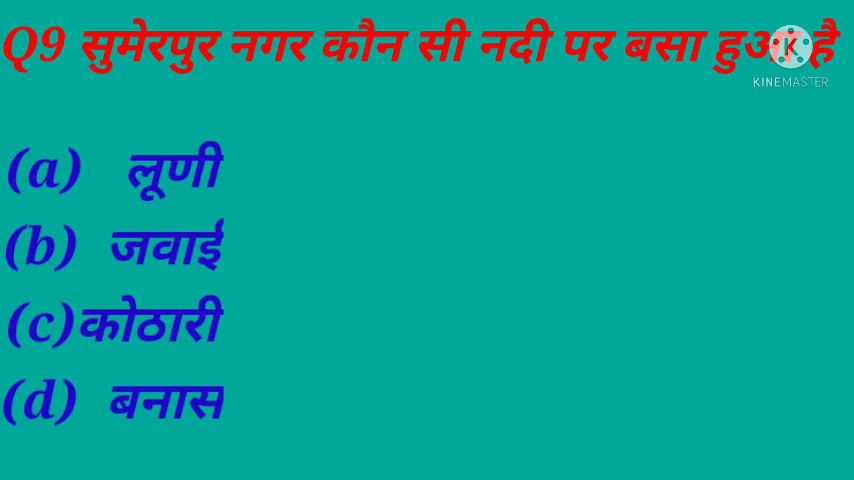 Q9 सुमेरपुर नगर कौन सी नदी पर बसा हुआ है
K
KINEMASTER
(a) लूणी
(b) जवाई
(c)कोठारी
(d) बनास